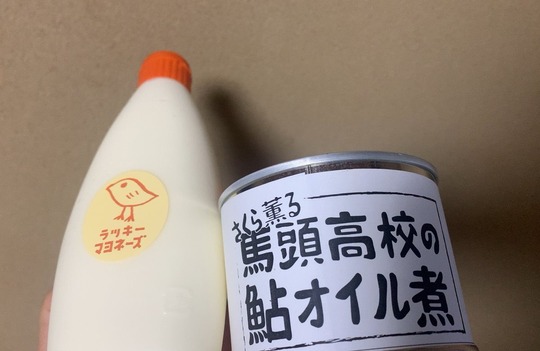 ラッキー
マヨネーズ
さくら薫る
馬頭高校の
鮎オイル煮